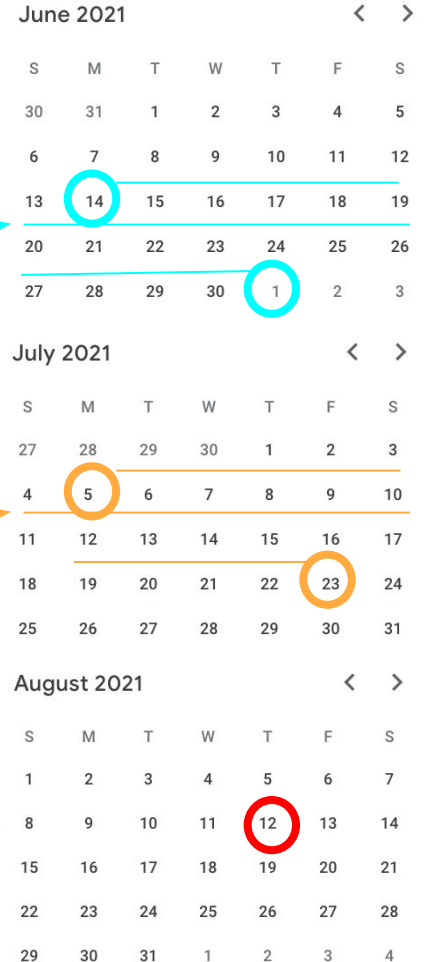 June 2021 < >
S M T W T F S
30 31 1 2 3 4 5
6 7 8 9 10 11 12
13 14 15 16 17 18 19
20 21 22 23 24 25 26
27 28 29 30 1 2 3
July 2021 < >
S M T W T F S
27 28 29 30 1 2 3
4 5 6 7 8 9 10
11 12 13 14 15 16 17
18 19 20 21 22 23 24
25 26 27 28 29 30 31
August 2021 < >
S M T W T F S
1 2 3 4 5 6 7
8 9 10 11 12 13 14
15 16 17 18 19 20 21
22 23 24 25 26 27 28
29 30 31 1 2 3 4